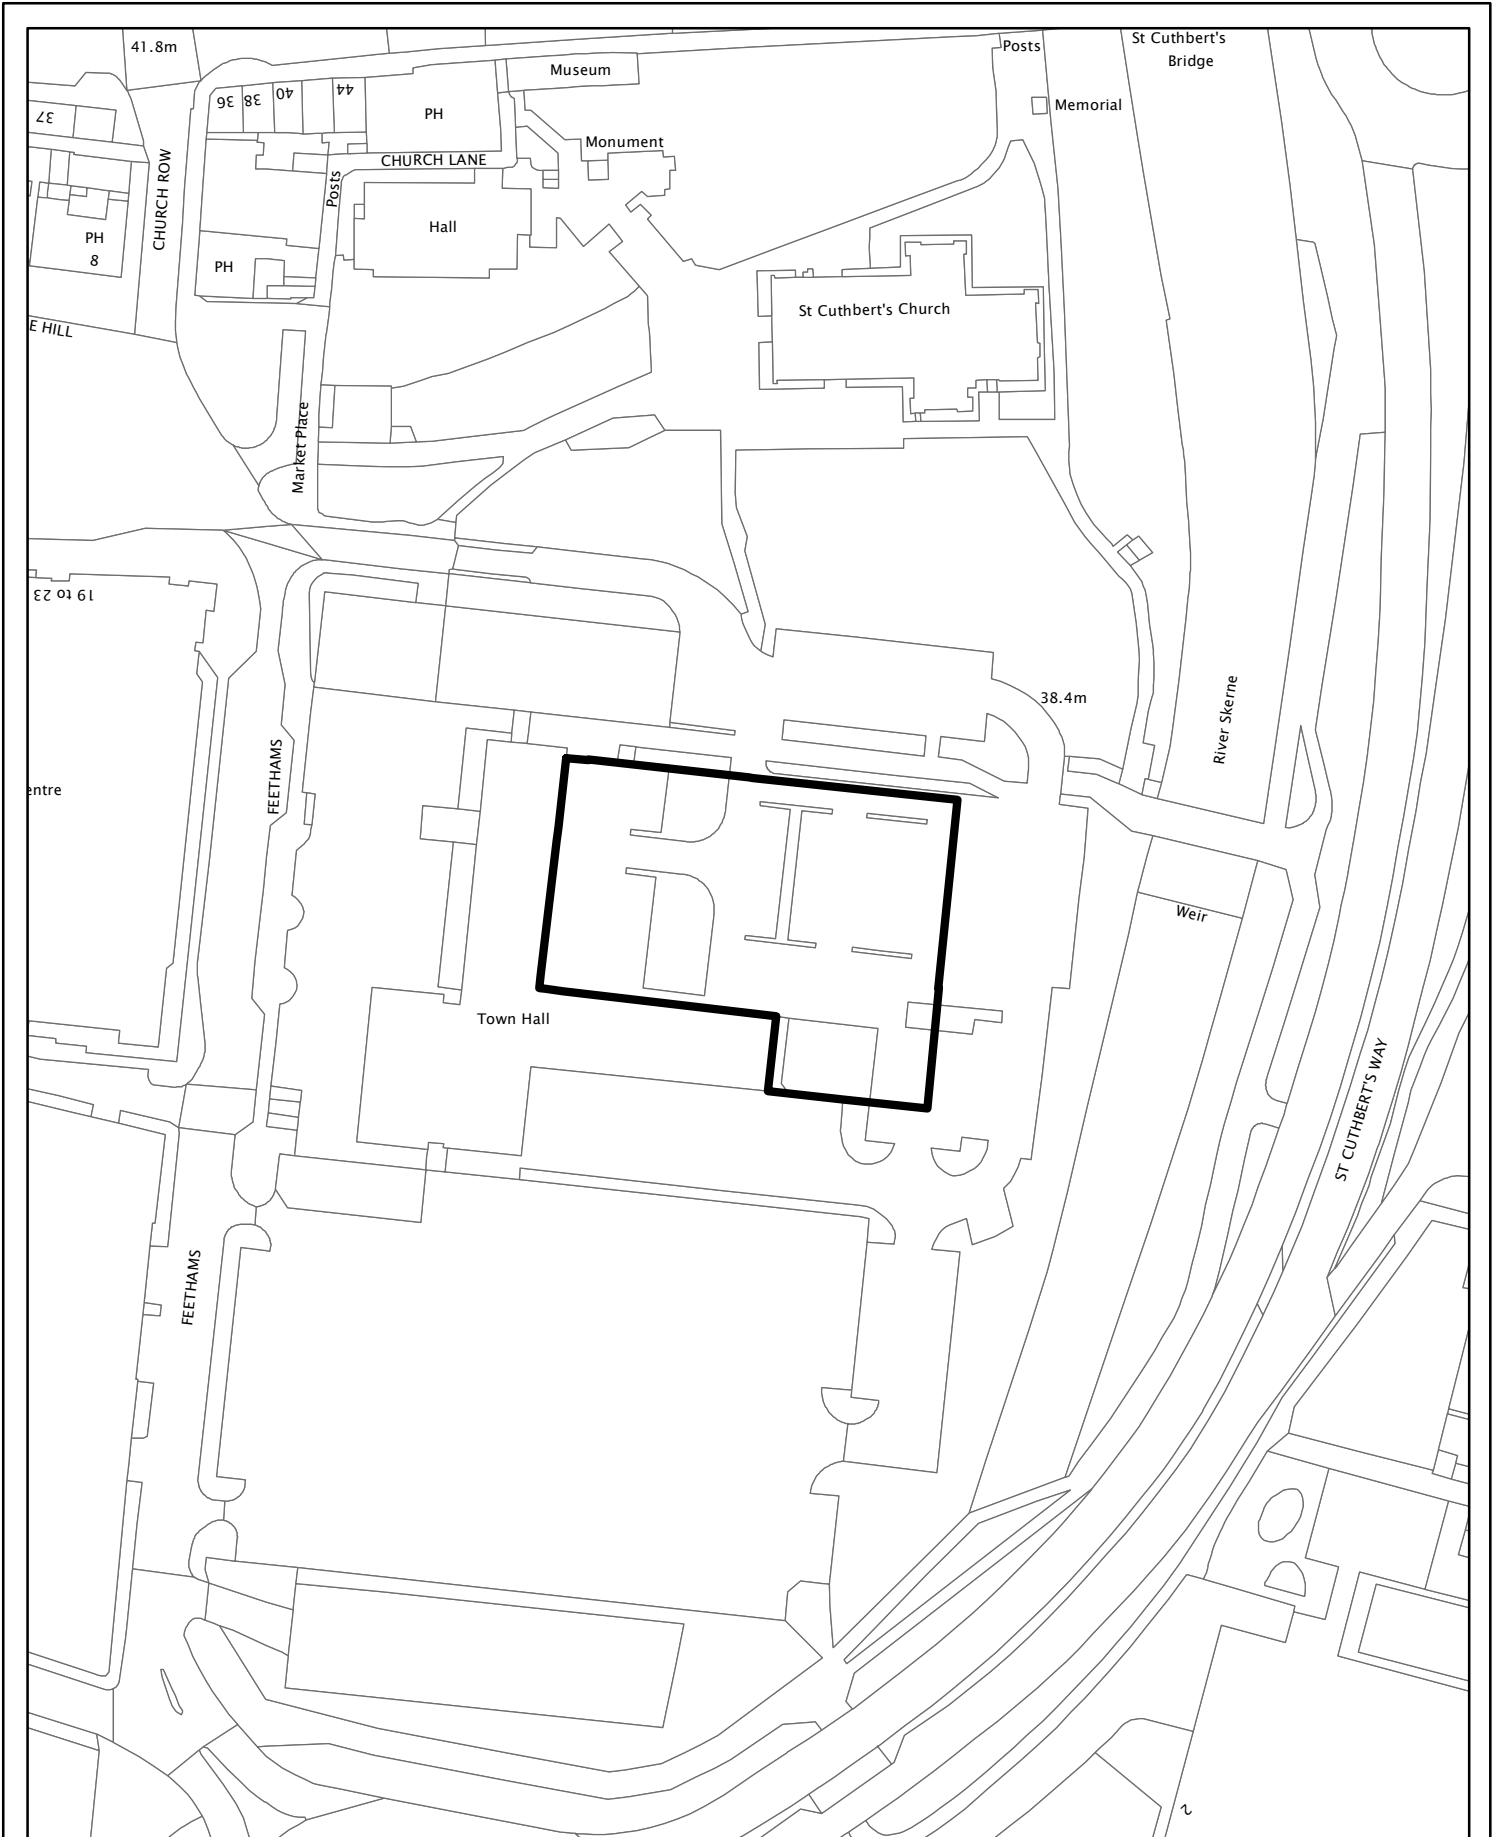 41.8m
Posts
St Cuthbert's
Bridge
Museum
36
38
40
44
PH
Memorial
37
Monument
CHURCH LANE
CHURCH ROW
Posts
PH
8
Hall
PH
St Cuthbert's Church
E HILL
Market Place
19 to 23
38.4m
River Skerne
FEETHAMS
entre
Weir
Town Hall
ST CUTHBERT'S WAY
FEETHAMS
2